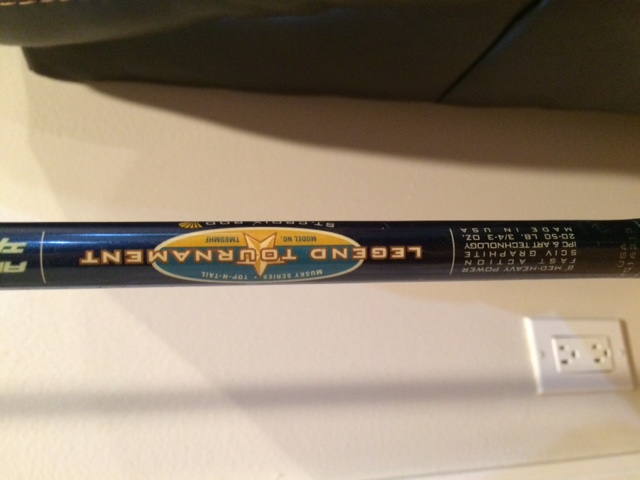 8' MED-HEAVY POWER
FAST ACTION
SCIV GRAPHITE
IPC & ART TECHNOLOGY
20-50 LB. 3/4-3 OZ.
MADE IN USA
MUSKY SERIES • TOP-N-TAIL
LEGEND TOURNAMENT
MODEL NO.
ST.CROIX ROD